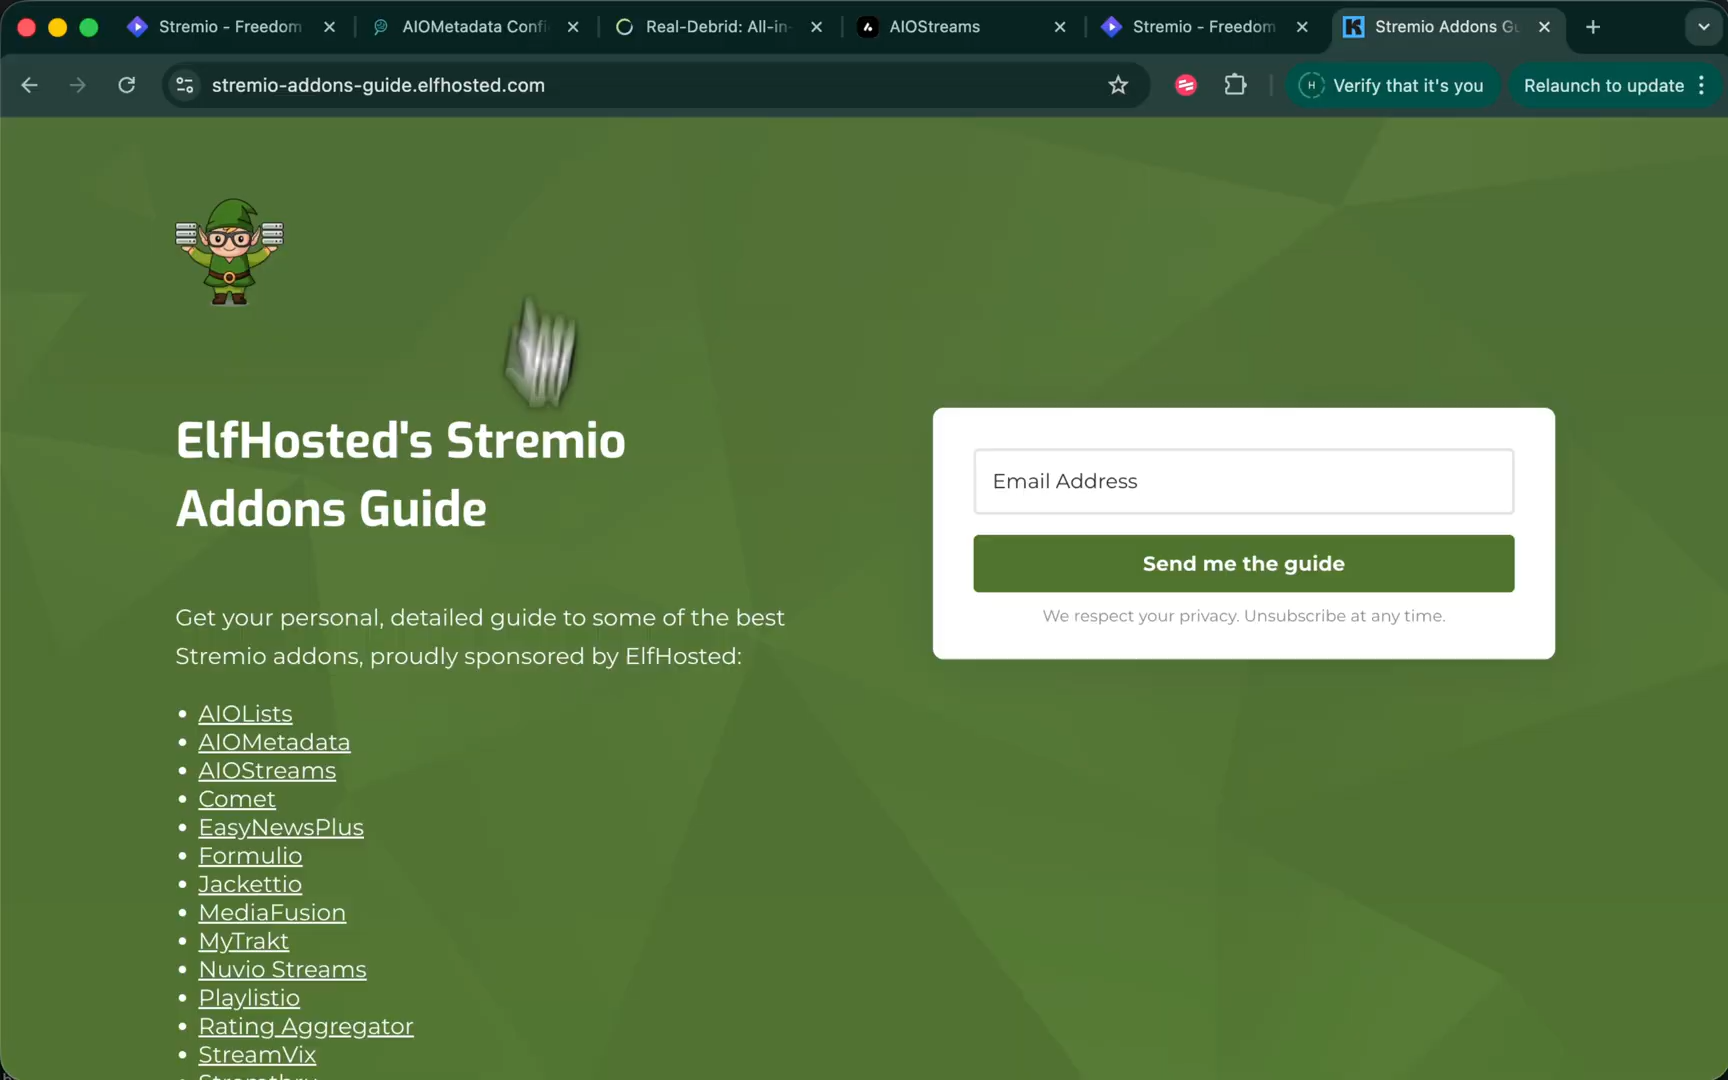 Stremio - Freedom
AIOMetadata Confi
Real-Debrid: All-in-
AIOStreams
Stremio - Freedom
Stremio Addons Gu
stremio-addons-guide.elfhosted.com
H
Verify that it's you
Relaunch to update
ElfHosted's Stremio
Addons Guide
Get your personal, detailed guide to some of the best
Stremio addons, proudly sponsored by ElfHosted:
AIOLists
AIOMetadata
AIOStreams
Comet
EasyNewsPlus
Formulio
Jackettio
MediaFusion
MyTrakt
Nuvio Streams
Playlistio
Rating Aggregator
StreamVix
Email Address
Send me the guide
We respect your privacy. Unsubscribe at any time.